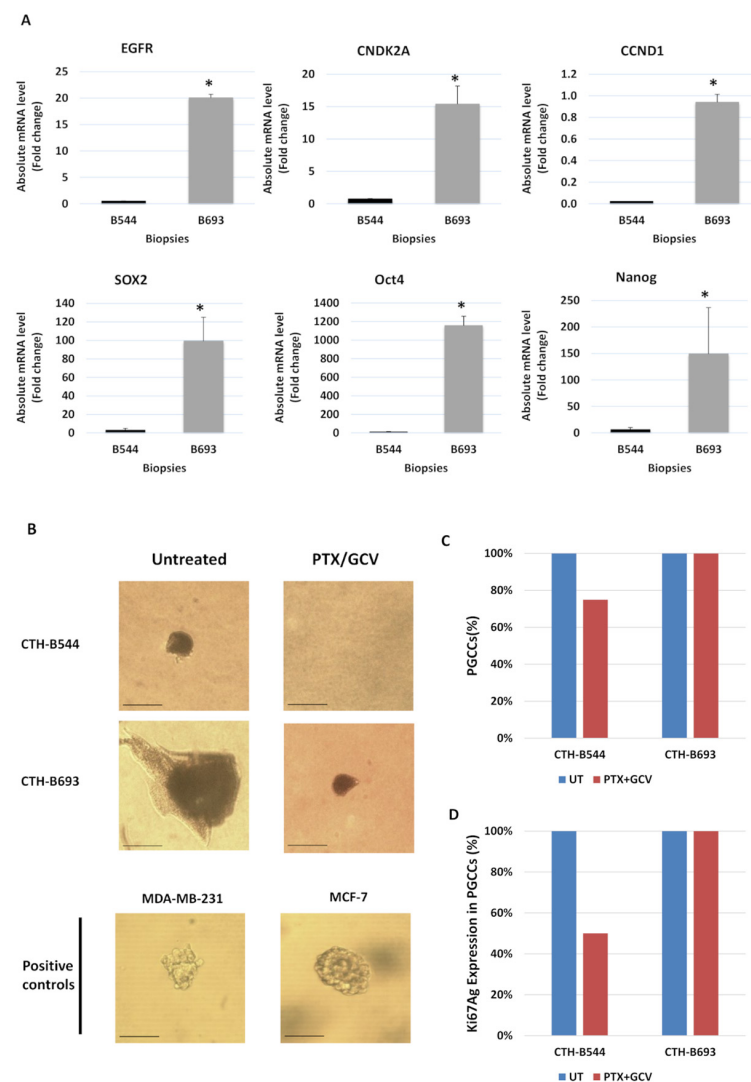 A
EGFR
Absolute mRNA level
(Fold change)
25
20
15
10
5
0
*
B544 B693
Biopsies
CNDK2A
Absolute mRNA level
(Fold change)
20
15
10
5
0
*
B544 B693
Biopsies
CCND1
Absolute mRNA level
(Fold change)
1.2
1.0
0.8
0.6
0.4
0.2
0.0
*
B544 B693
Biopsies
SOX2
Absolute mRNA level
(Fold change)
140
120
100
80
60
40
20
0
*
B544 B693
Biopsies
Oct4
Absolute mRNA level
(Fold change)
1400
1200
1000
800
600
400
200
0
*
B544 B693
Biopsies
Nanog
Absolute mRNA level
(Fold change)
250
200
150
100
50
0
*
B544 B693
Biopsies
B
Untreated PTX/GCV
CTH-B544
CTH-B693
MDA-MB-231 MCF-7
Positive
controls
C
PGCCs(%)
100%
80%
60%
40%
20%
0%
CTH-B544 CTH-B693
UT PTX+GCV
D
Ki67Ag Expression in PGCCs (%)
100%
80%
60%
40%
20%
0%
CTH-B544 CTH-B693
UT PTX+GCV